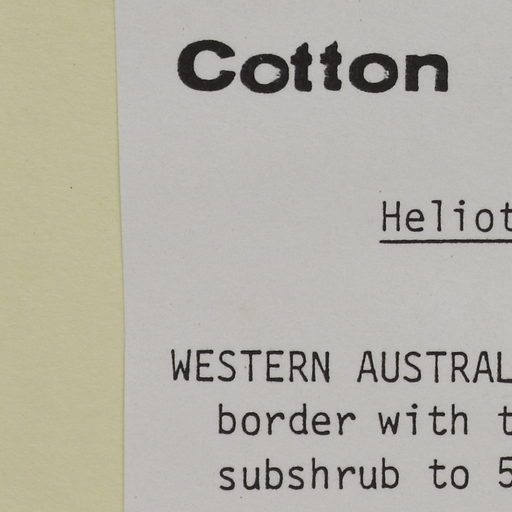 Cotton
Heliot
WESTERN AUSTRAL
border with t
subshrub to 5